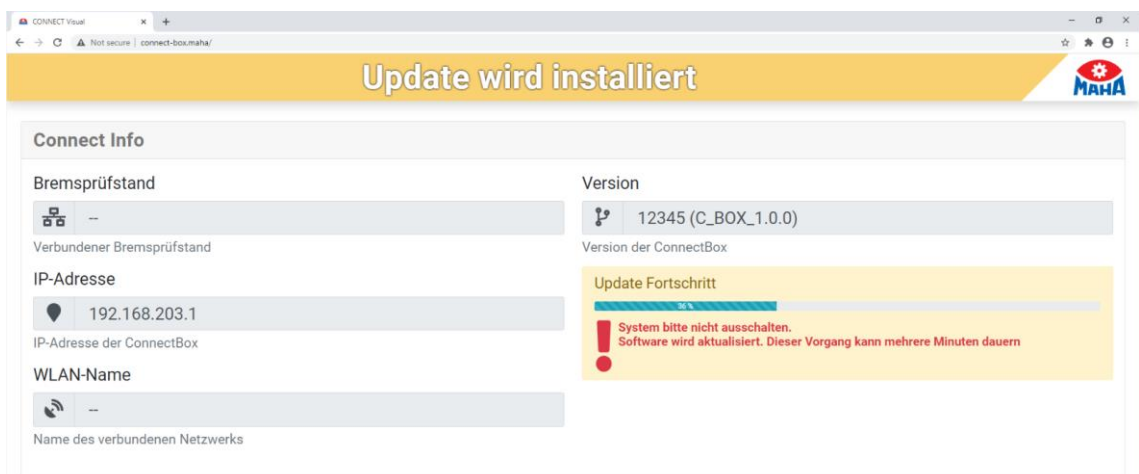 CONNECT Visual
Not secure | connect-box.maha/
Update wird installiert
MAHA
Connect Info
Bremsprüfstand
--
Verbundener Bremsprüfstand
IP-Adresse
192.168.203.1
IP-Adresse der ConnectBox
WLAN-Name
--
Name des verbundenen Netzwerks
Version
12345 (C_BOX_1.0.0)
Version der ConnectBox
Update Fortschritt
36 %
System bitte nicht ausschalten.
Software wird aktualisiert. Dieser Vorgang kann mehrere Minuten dauern